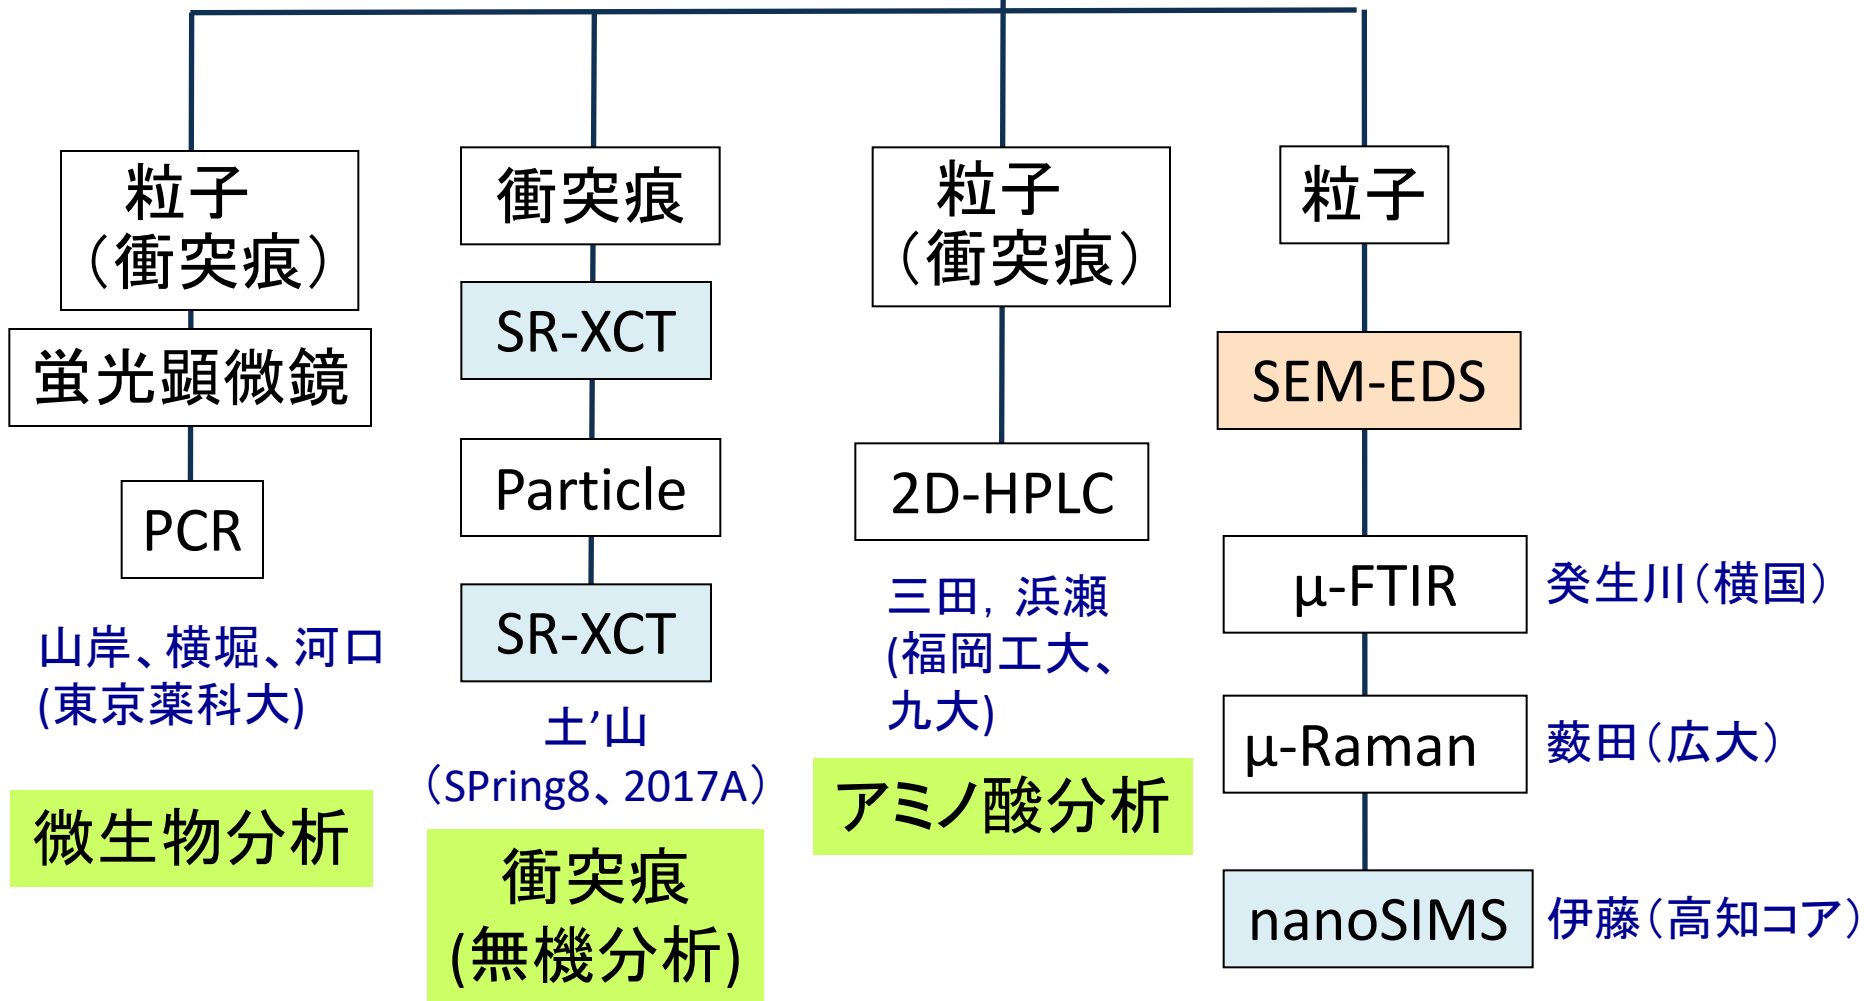 粒子
（衝突痕）
蛍光顕微鏡
PCR
山岸、横堀、河口
(東京薬科大)
微生物分析
衝突痕
SR-XCT
Particle
SR-XCT
土’山
（SPring8、2017A）
衝突痕
(無機分析)
粒子
（衝突痕）
2D-HPLC
三田，浜瀬
(福岡工大、
九大)
アミノ酸分析
粒子
SEM-EDS
μ-FTIR
癸生川（横国）
μ-Raman
薮田（広大）
nanoSIMS
伊藤（高知コア）